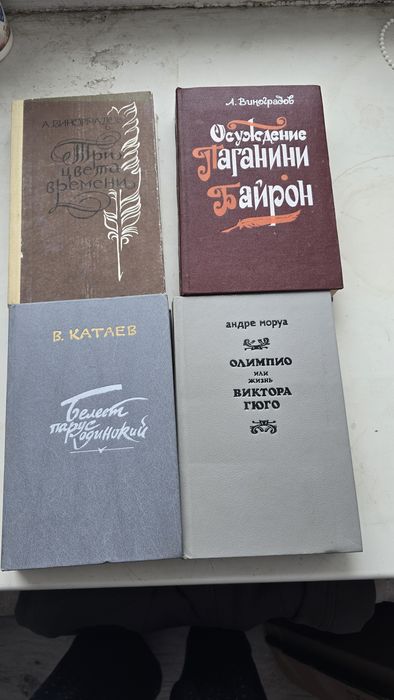 А. ВИНОГРАДОВ
Три
цвета
времени
А. Виноградов
Осуждение
Паганини
Байрон
В. КАТАЕВ
Белеет
парус
одинокий
андре моруа
ОЛИМПИО
ИЛИ
ЖИЗНЬ
ВИКТОРА
ГЮГО